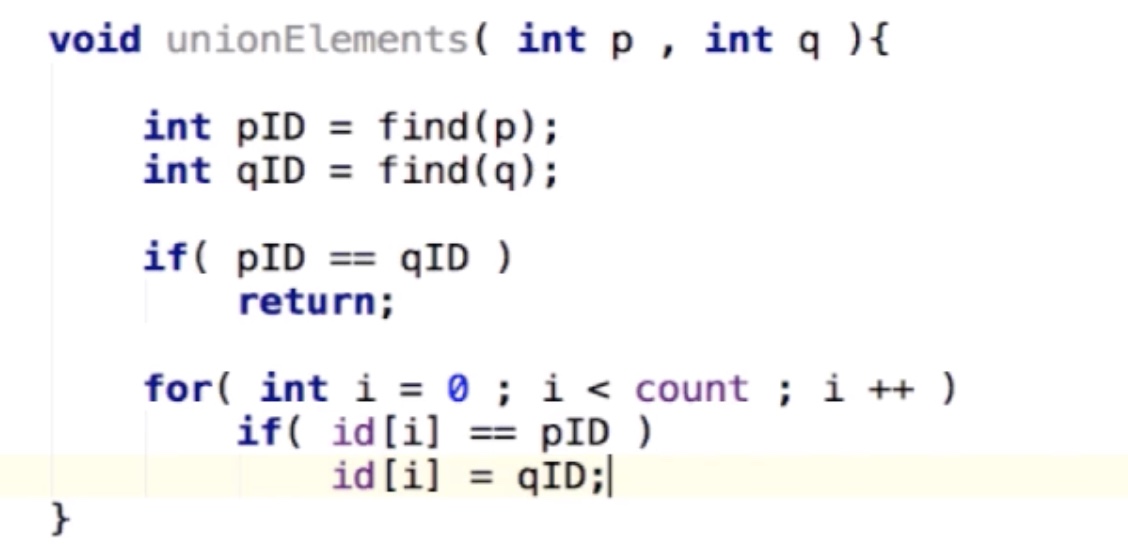 void unionElements( int p , int q ){
int pID = find(p);
int qID = find(q);
if( pID == qID )
return;
for( int i = 0 ; i < count ; i ++ )
if( id[i] == pID )
id[i] = qID;
}